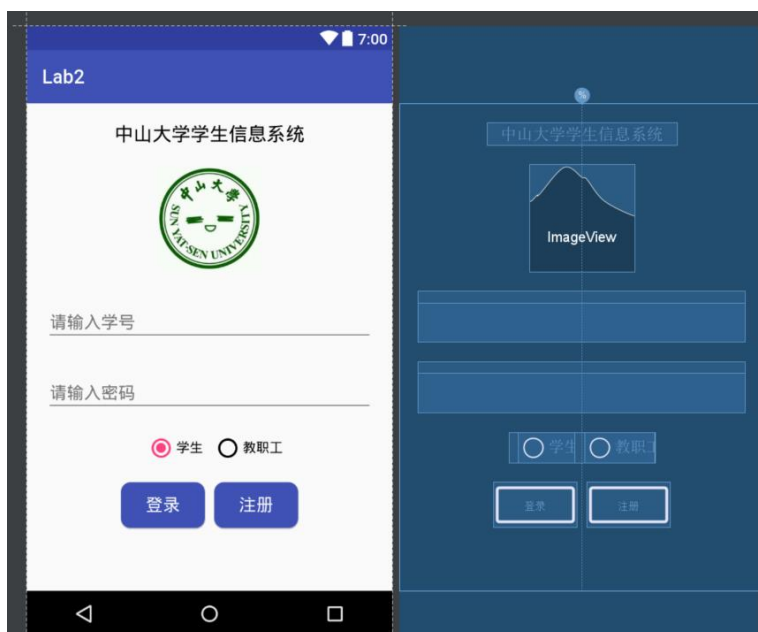 7:00
Lab2
中山大学学生信息系统
中山大学
SUN YAT-SEN UNIVERSITY
请输入学号
请输入密码
学生 教职工
登录 注册
%
中山大学学生信息系统
ImageView
学生 教职工
登录 注册